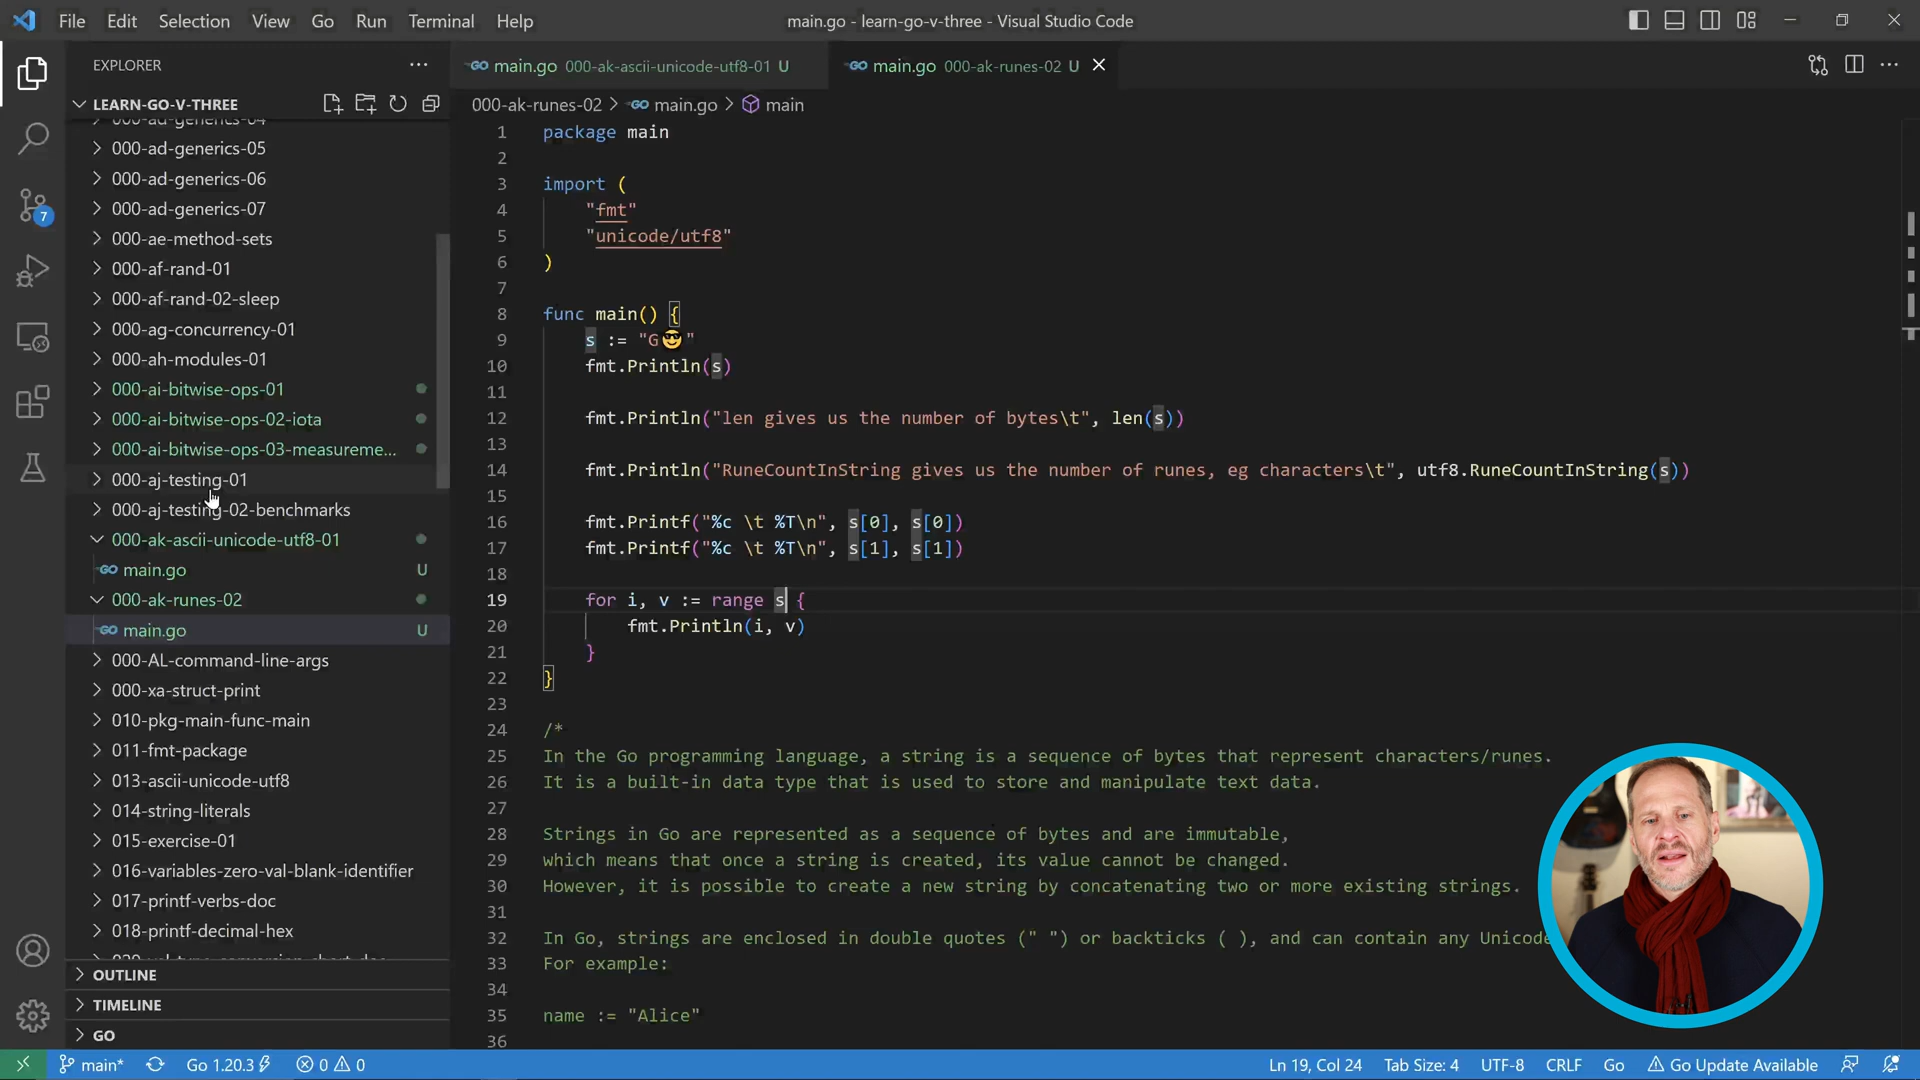 File Edit Selection View Go Run Terminal Help
main.go - learn-go-v-three - Visual Studio Code
EXPLORER
LEARN-GO-V-THREE
000-ad-generics-04
000-ad-generics-05
000-ad-generics-06
000-ad-generics-07
000-ae-method-sets
000-af-rand-01
000-af-rand-02-sleep
000-ag-concurrency-01
000-ah-modules-01
000-ai-bitwise-ops-01
000-ai-bitwise-ops-02-iota
000-ai-bitwise-ops-03-measureme...
000-aj-testing-01
000-aj-testing-02-benchmarks
000-ak-ascii-unicode-utf8-01
main.go U
000-ak-runes-02
main.go U
000-AL-command-line-args
000-xa-struct-print
010-pkg-main-func-main
011-fmt-package
013-ascii-unicode-utf8
014-string-literals
015-exercise-01
016-variables-zero-val-blank-identifier
017-printf-verbs-doc
018-printf-decimal-hex
OUTLINE
TIMELINE
GO
7
main.go 000-ak-ascii-unicode-utf8-01 U
main.go 000-ak-runes-02 U
000-ak-runes-02 > main.go > main
1 package main
2
3 import (
4 "fmt"
5 "unicode/utf8"
6 )
7
8 func main() {
9 s := "G😎"
10 fmt.Println(s)
11
12 fmt.Println("len gives us the number of bytes\t", len(s))
13
14 fmt.Println("RuneCountInString gives us the number of runes, eg characters\t", utf8.RuneCountInString(s))
15
16 fmt.Printf("%c \t %T\n", s[0], s[0])
17 fmt.Printf("%c \t %T\n", s[1], s[1])
18
19 for i, v := range s {
20 fmt.Println(i, v)
21 }
22 }
23
24 /*
25 In the Go programming language, a string is a sequence of bytes that represent characters/runes.
26 It is a built-in data type that is used to store and manipulate text data.
27
28 Strings in Go are represented as a sequence of bytes and are immutable,
29 which means that once a string is created, its value cannot be changed.
30 However, it is possible to create a new string by concatenating two or more existing strings.
31
32 In Go, strings are enclosed in double quotes (" ") or backticks ( ), and can contain any Unicode
33 For example:
34
35 name := "Alice"
36
main* Go 1.20.3 0 0 Ln 19, Col 24 Tab Size: 4 UTF-8 CRLF Go Go Update Available